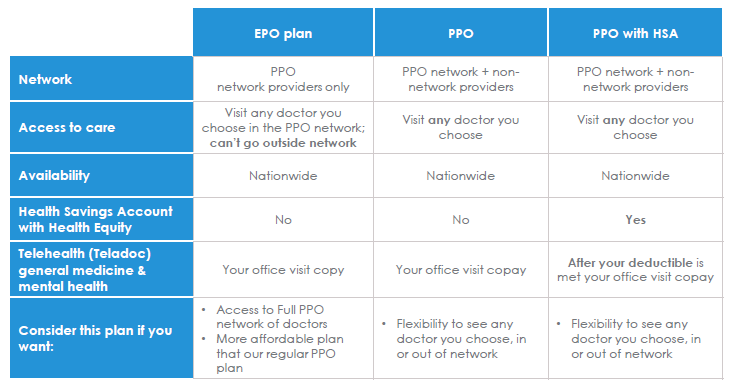 EPO plan
PPO
PPO with HSA
Network
PPO
network providers only
PPO network + non-
network providers
PPO network + non-
network providers
Access to care
Visit any doctor you
choose in the PPO network;
can't go outside network
Visit any doctor you
choose
Visit any doctor you
choose
Availability
Nationwide
Nationwide
Nationwide
Health Savings Account
with Health Equity
No
No
Yes
Telehealth (Teladoc)
general medicine &
mental health
Your office visit copy
Your office visit copay
After your deductible is
met your office visit copay
Consider this plan if you
want:
• Access to Full PPO
network of doctors
• More affordable plan
that our regular PPO
plan
• Flexibility to see any
doctor you choose, in
or out of network
• Flexibility to see any
doctor you choose, in
or out of network